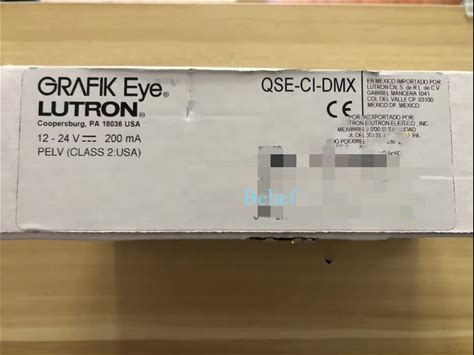 GRAFIK Eye®
LUTRON®
Coopersburg, PA 18036 USA
12 - 24 V ⎓ 200 mA
PELV (CLASS 2:USA)
QSE-CI-DMX
CE
EN MEXICO IMPORTADO POR:
LUTRON CN, S. de R.L. de C.V.
GABRIEL MANCERA 1041
COL DEL VALLE CP. 03100
MEXICO DF. MEXICO
Belief